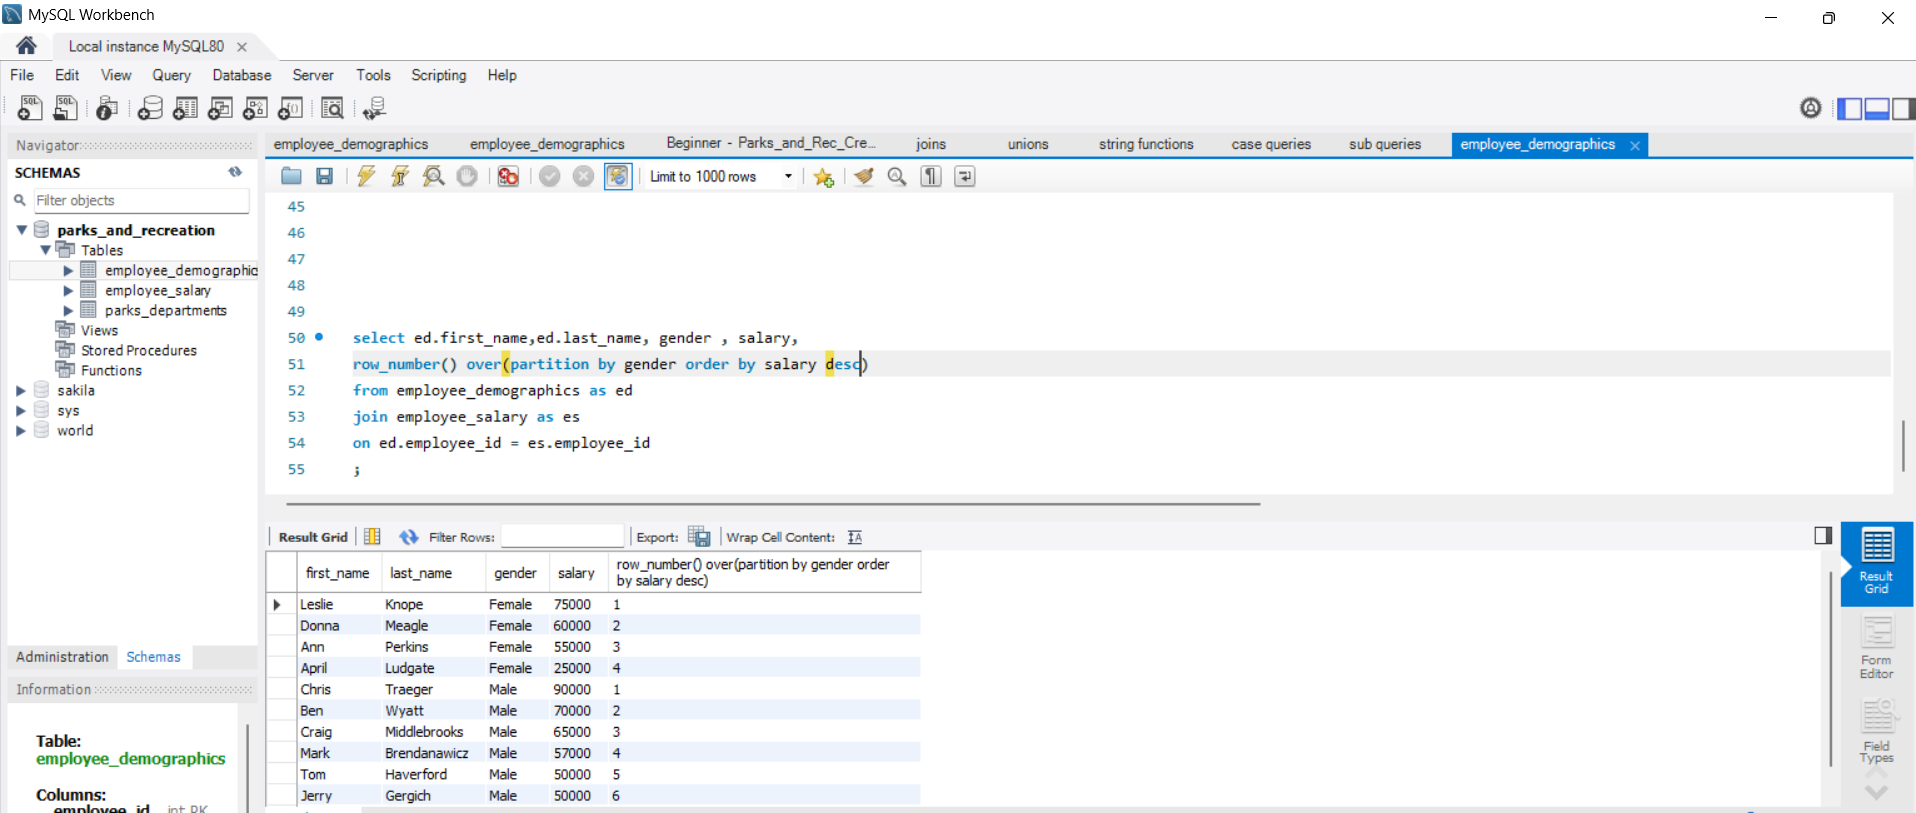 MySQL Workbench
Local instance MySQL80
File Edit View Query Database Server Tools Scripting Help
Navigator
employee_demographics employee_demographics Beginner - Parks_and_Rec_Cre... joins unions string functions case queries sub queries employee_demographics
SCHEMAS
Limit to 1000 rows
Filter objects
parks_and_recreation
Tables
employee_demographic
employee_salary
parks_departments
Views
Stored Procedures
Functions
sakila
sys
world
45
46
47
48
49
50 select ed.first_name,ed.last_name, gender , salary,
51 row_number() over(partition by gender order by salary desc)
52 from employee_demographics as ed
53 join employee_salary as es
54 on ed.employee_id = es.employee_id
55 ;
Administration Schemas
Information
Table:
employee_demographics
Columns:
employee_id int PK
Result Grid Filter Rows: Export: Wrap Cell Content:
first_name last_name gender salary row_number() over(partition by gender order
by salary desc)
Leslie Knope Female 75000 1
Donna Meagle Female 60000 2
Ann Perkins Female 55000 3
April Ludgate Female 25000 4
Chris Traeger Male 90000 1
Ben Wyatt Male 70000 2
Craig Middlebrooks Male 65000 3
Mark Brendanawicz Male 57000 4
Tom Haverford Male 50000 5
Jerry Gergich Male 50000 6
Result
Grid
Form
Editor
Field
Types